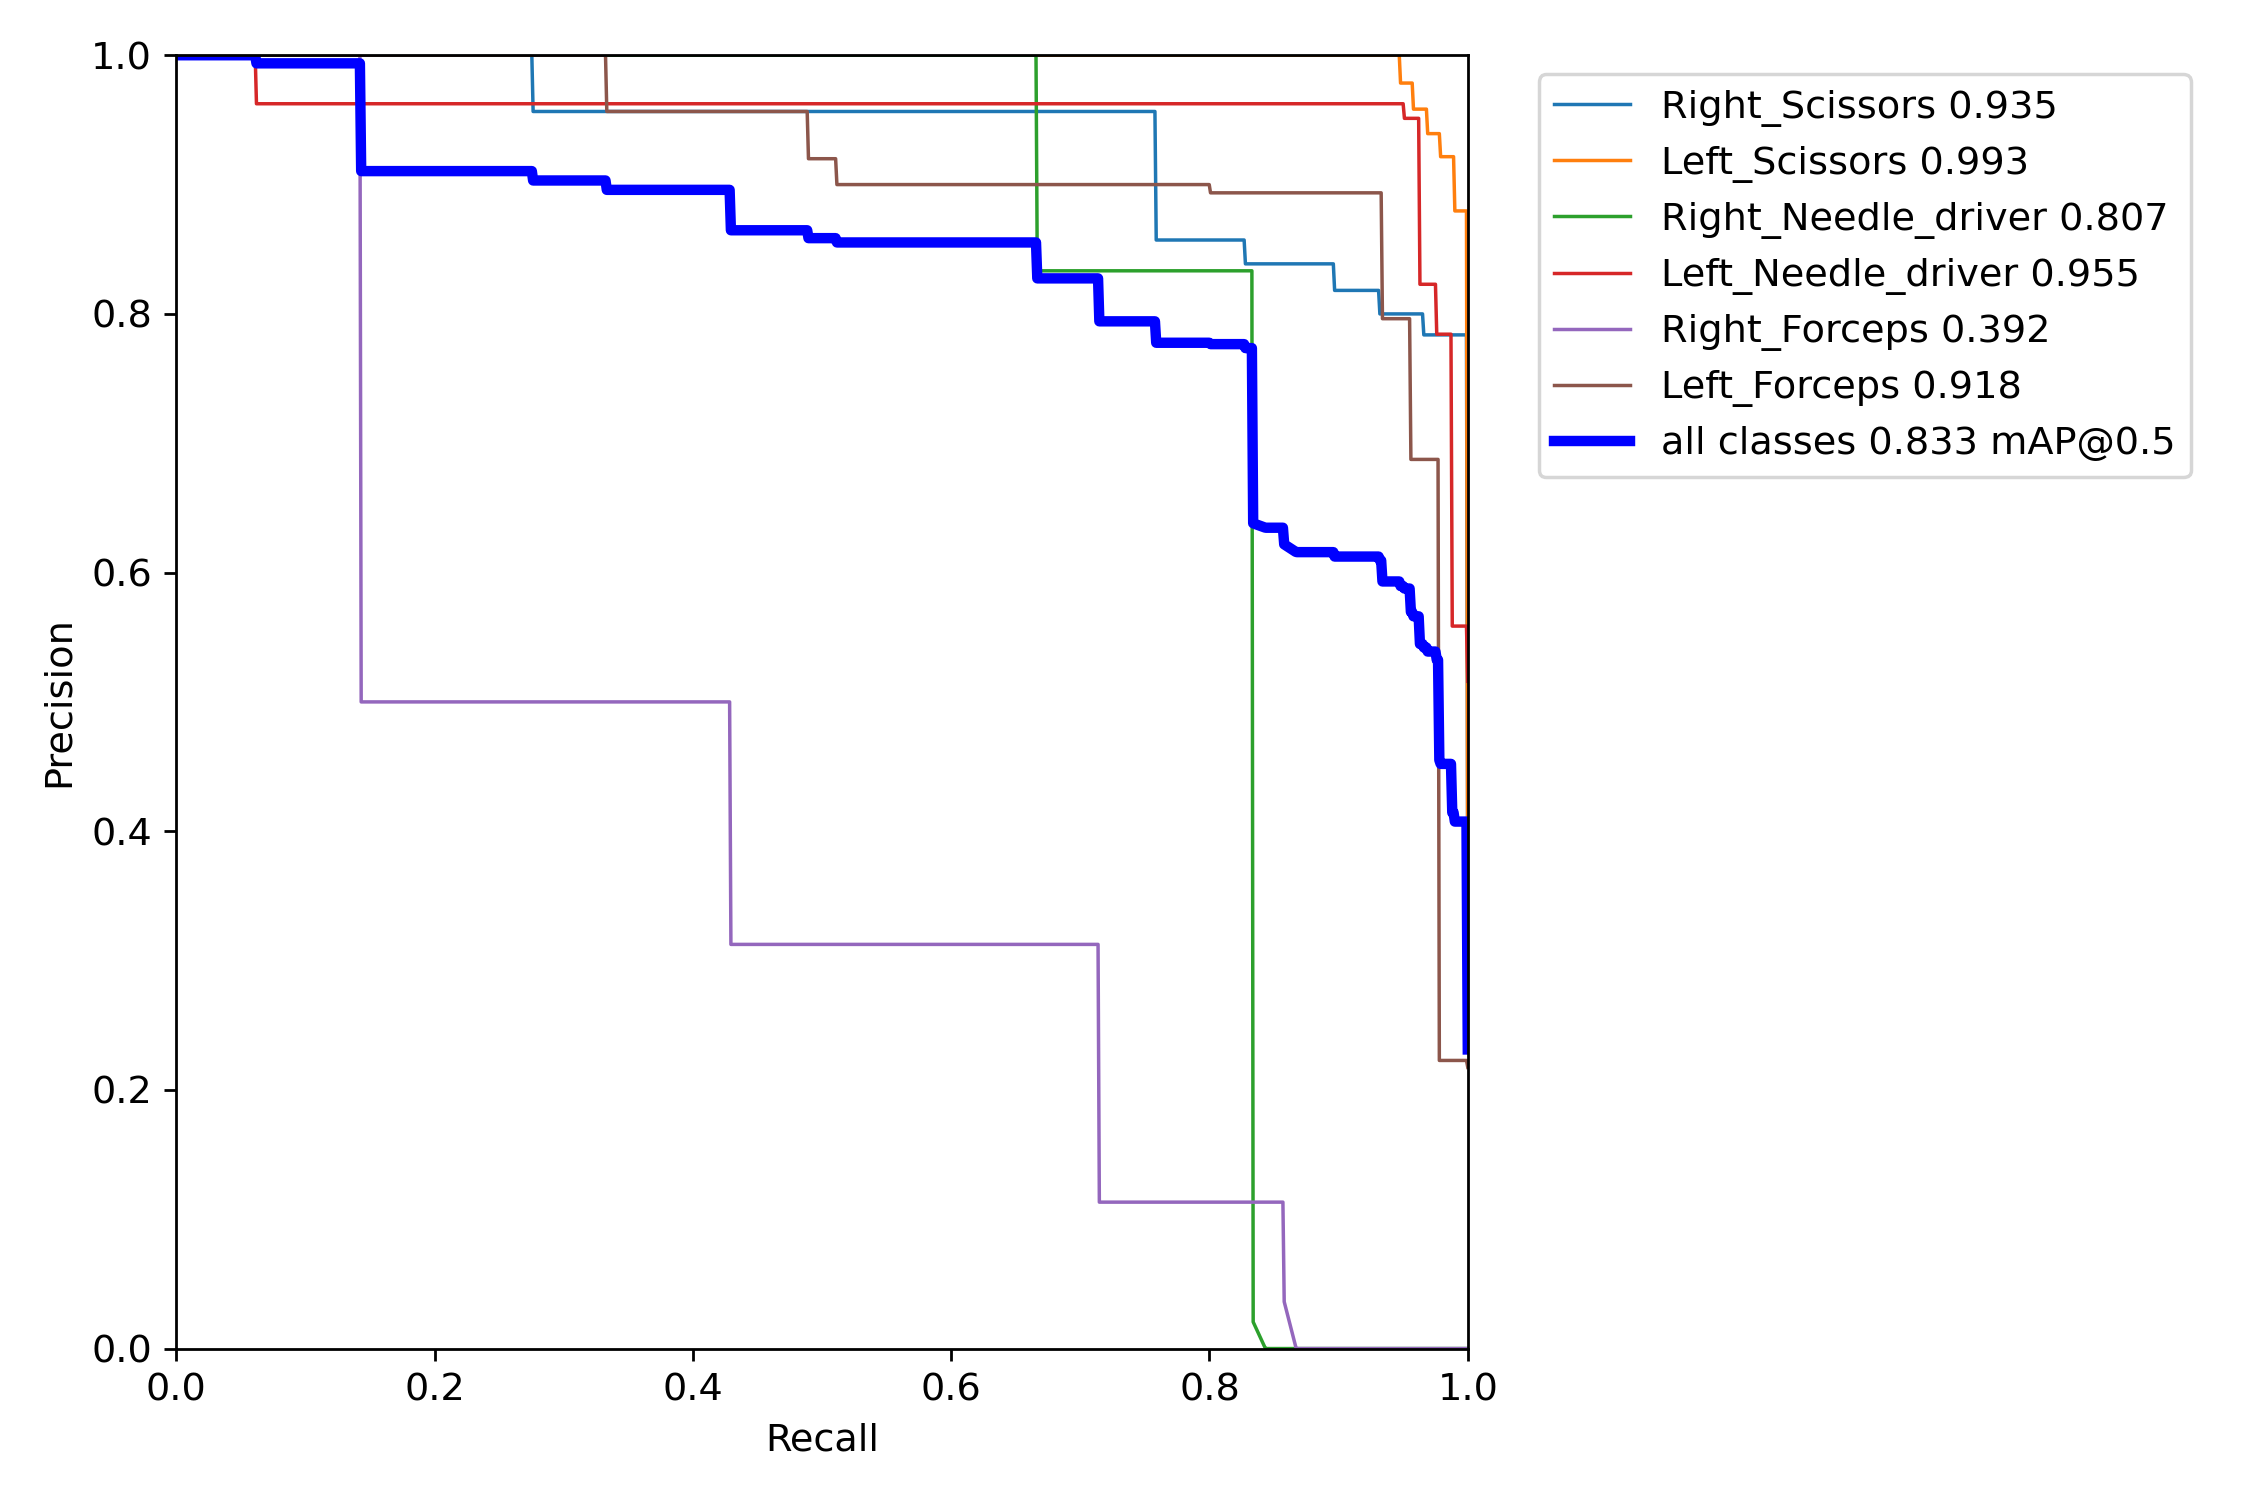 1.0
0.8
0.6
0.4
0.2
0.0
Precision
0.0 0.2 0.4 0.6 0.8 1.0
Recall
Right_Scissors 0.935
Left_Scissors 0.993
Right_Needle_driver 0.807
Left_Needle_driver 0.955
Right_Forceps 0.392
Left_Forceps 0.918
all classes 0.833 mAP@0.5